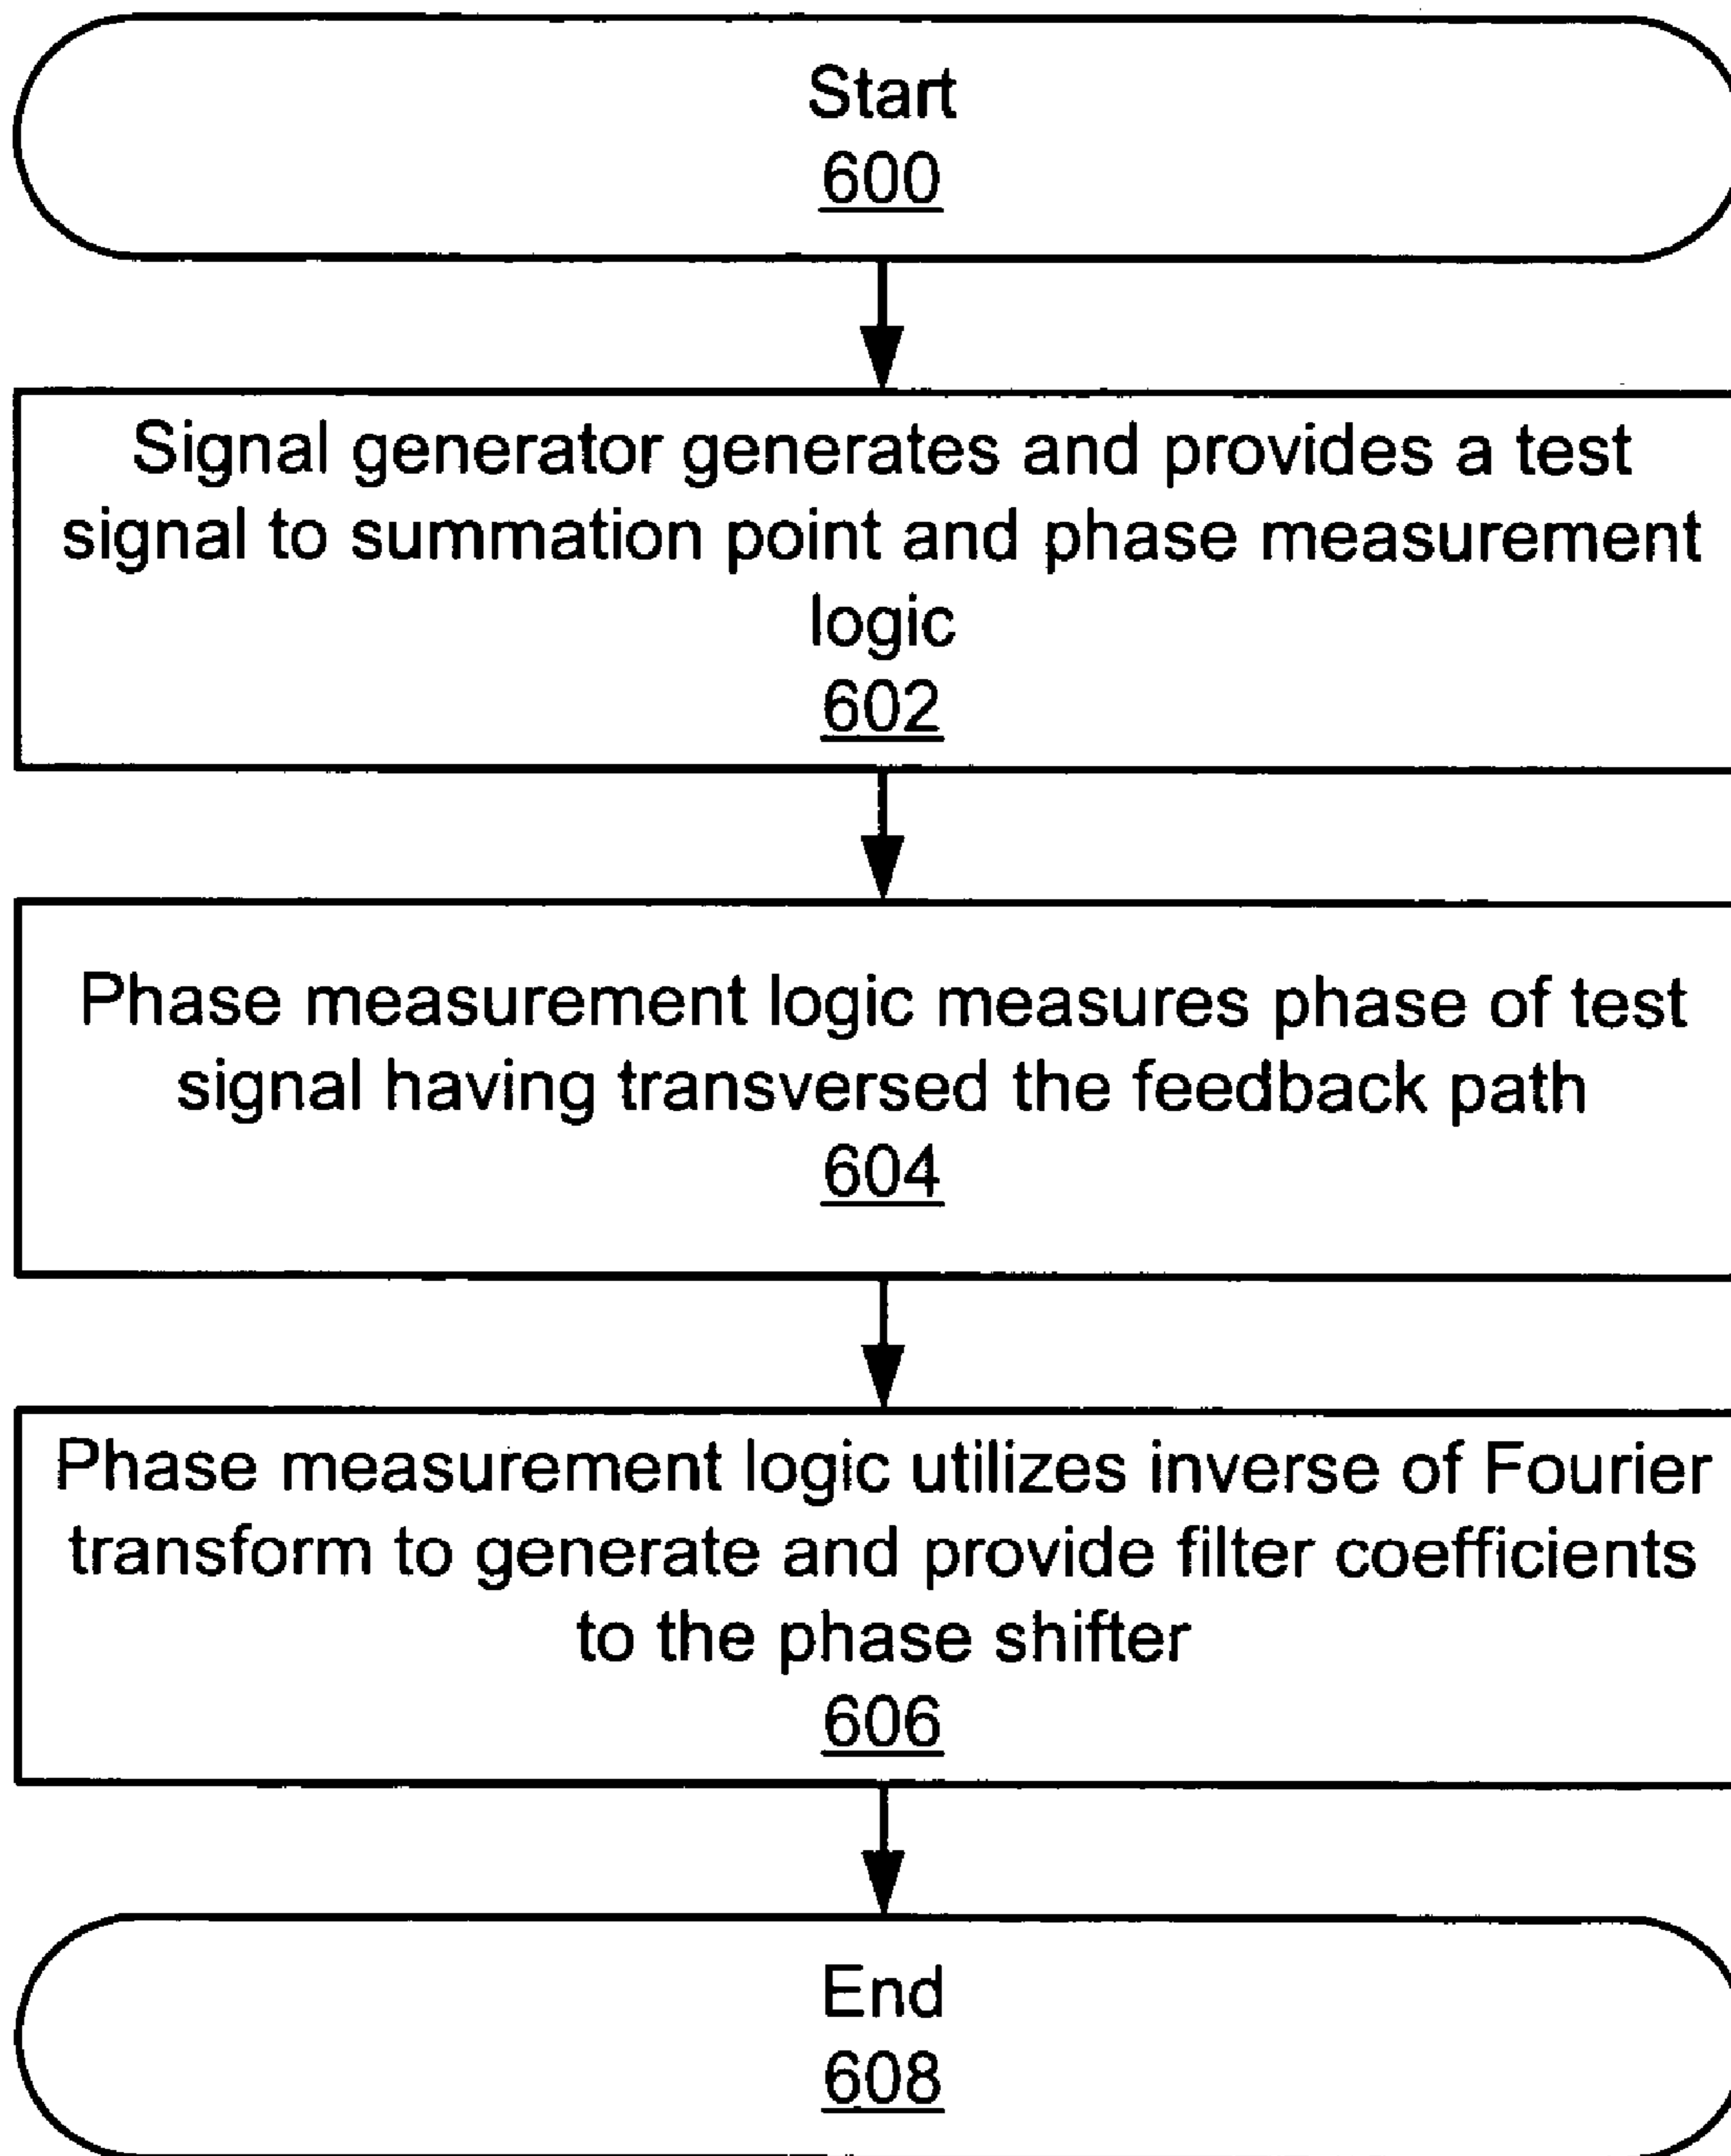 Start
600
Signal generator generates and provides a test
signal to summation point and phase measurement
logic
602
Phase measurement logic measures phase of test
signal having transversed the feedback path
604
Phase measurement logic utilizes inverse of Fourier
transform to generate and provide filter coefficients
to the phase shifter
606
End
608